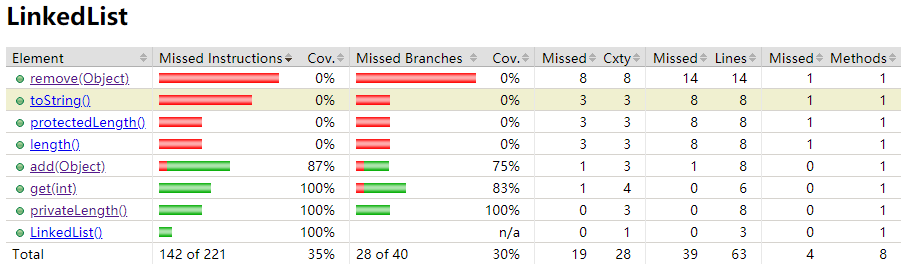 LinkedList
Element Missed Instructions Cov. Missed Branches Cov. Missed Cxty Missed Lines Missed Methods
remove(Object) 0% 0% 8 8 14 14 1 1
toString() 0% 0% 3 3 8 8 1 1
protectedLength() 0% 0% 3 3 8 8 1 1
length() 0% 0% 3 3 8 8 1 1
add(Object) 87% 75% 1 3 1 8 0 1
get(int) 100% 83% 1 4 0 6 0 1
privateLength() 100% 100% 0 3 0 8 0 1
LinkedList() 100% n/a 0 1 0 3 0 1
Total 142 of 221 35% 28 of 40 30% 19 28 39 63 4 8